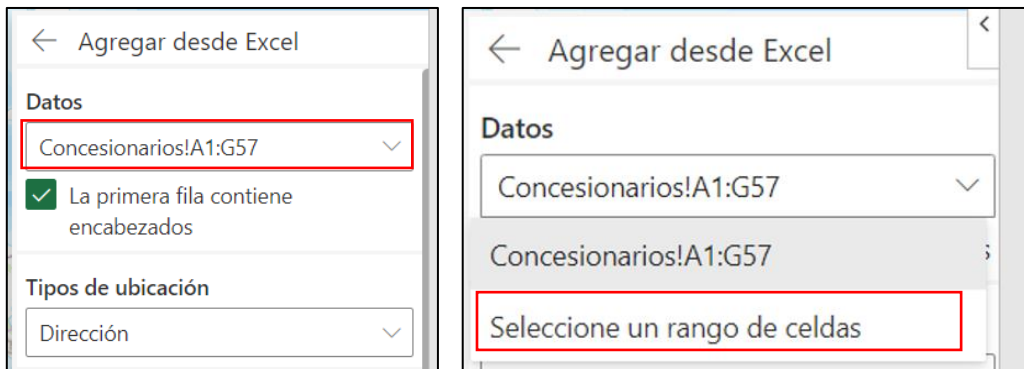 Agregar desde Excel
Datos
Concesionarios!A1:G57
La primera fila contiene
encabezados
Tipos de ubicación
Dirección
Agregar desde Excel
Datos
Concesionarios!A1:G57
Concesionarios!A1:G57
Seleccione un rango de celdas